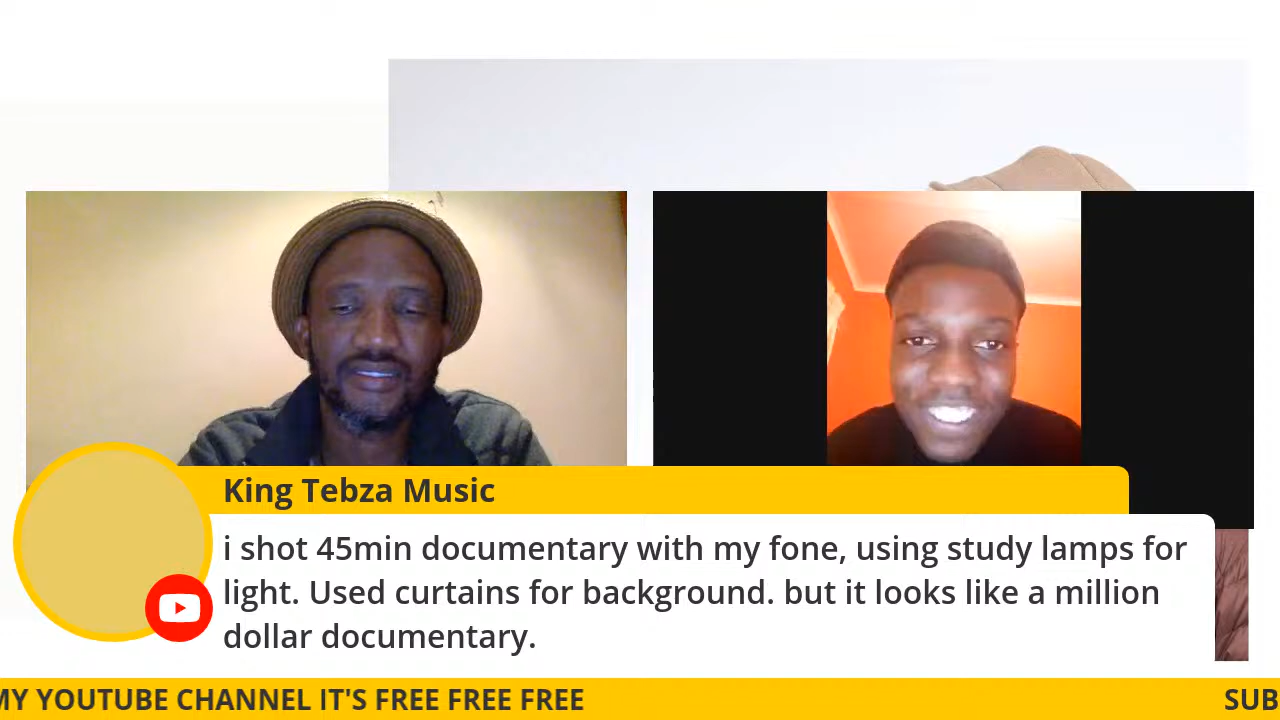 King Tebza Music
i shot 45min documentary with my fone, using study lamps for
light. Used curtains for background. but it looks like a million
dollar documentary.
MY YOUTUBE CHANNEL IT'S FREE FREE FREE SUB